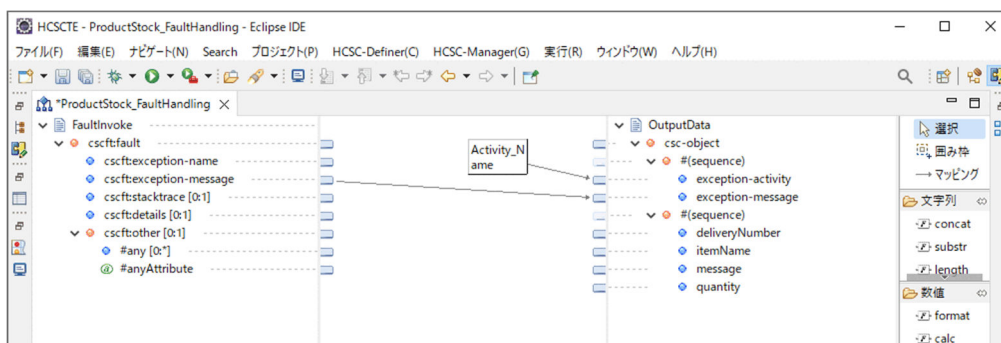 HCSCTE - ProductStock_FaultHandling - Eclipse IDE
ファイル(F) 編集(E) ナビゲート(N) Search プロジェクト(P) HCSC-Definer(C) HCSC-Manager(G) 実行(R) ウィンドウ(W) ヘルプ(H)
*ProductStock_FaultHandling
FaultInvoke
cscft:fault
cscft:exception-name
cscft:exception-message
cscft:stacktrace [0:1]
cscft:details [0:1]
cscft:other [0:1]
#any [0:*]
#anyAttribute
Activity_N
ame
OutputData
csc-object
#(sequence)
exception-activity
exception-message
#(sequence)
deliveryNumber
itemName
message
quantity
選択
囲み枠
マッピング
文字列
concat
substr
length
数値
format
calc